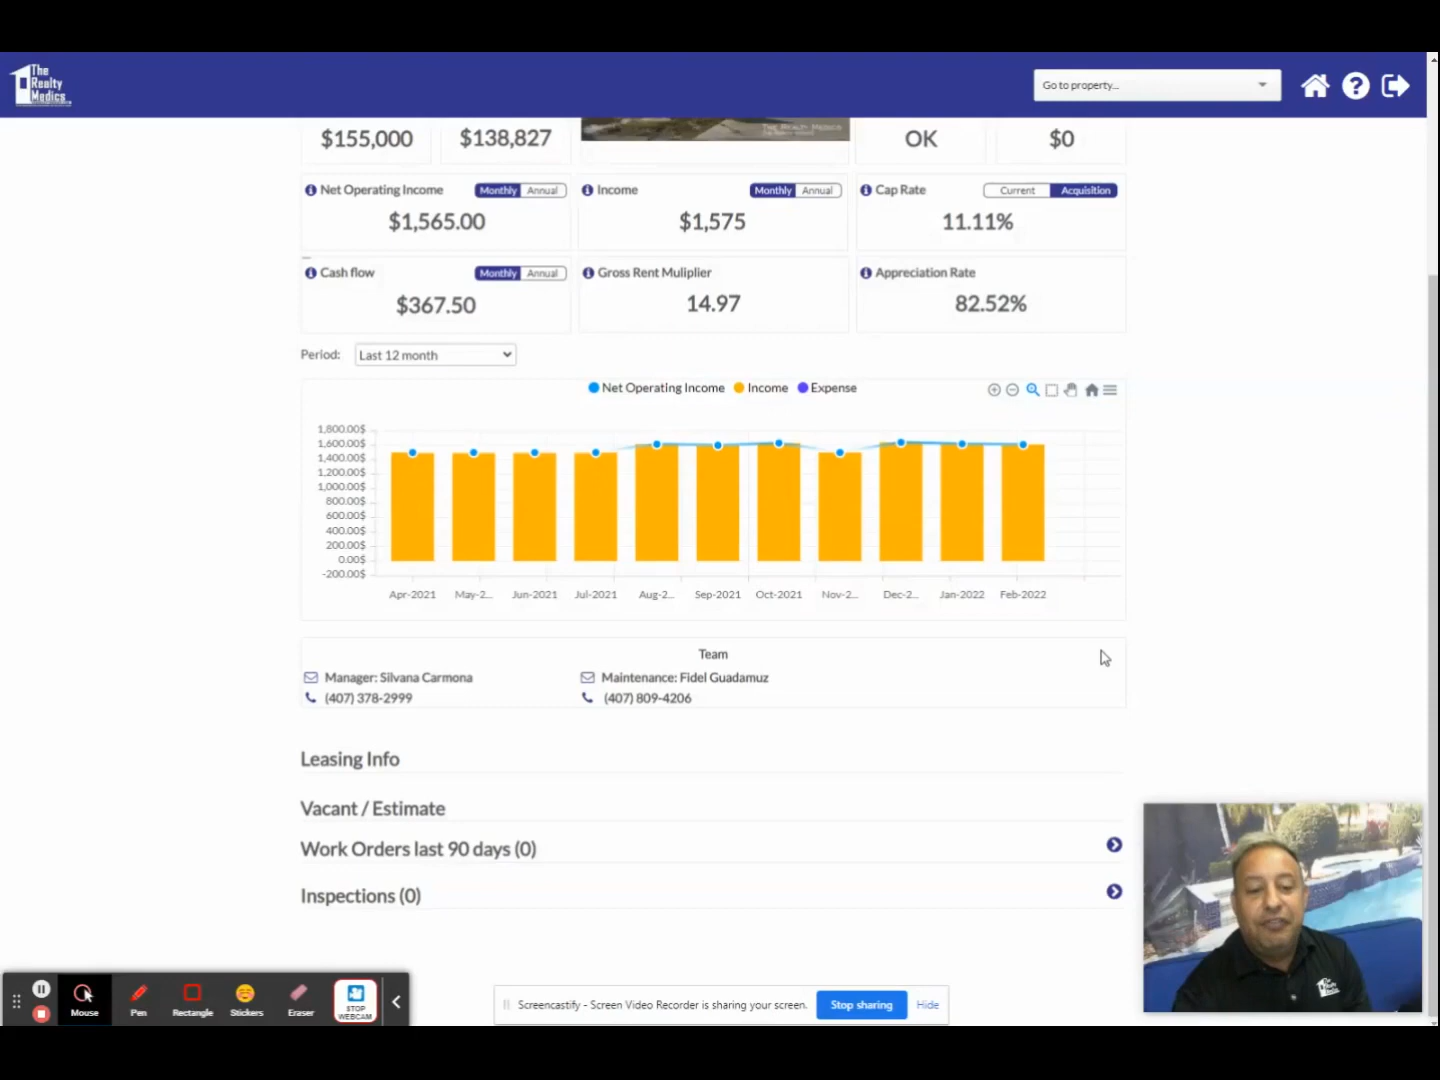 The
Realty
Medics
Go to property...
$155,000
$138,827
THE REALTY MEDICS
OK
$0
Net Operating Income
Monthly Annual
$1,565.00
Income
Monthly Annual
$1,575
Cap Rate
Current Acquisition
11.11%
Cash flow
Monthly Annual
$367.50
Gross Rent Muliplier
14.97
Appreciation Rate
82.52%
Period: Last 12 month
Net Operating Income Income Expense
1,800.00$
1,600.00$
1,400.00$
1,200.00$
1,000.00$
800.00$
600.00$
400.00$
200.00$
0.00$
-200.00$
Apr-2021 May-2... Jun-2021 Jul-2021 Aug-2... Sep-2021 Oct-2021 Nov-2... Dec-2... Jan-2022 Feb-2022
Team
Manager: Silvana Carmona
(407) 378-2999
Maintenance: Fidel Guadamuz
(407) 809-4206
Leasing Info
Vacant / Estimate
Work Orders last 90 days (0)
Inspections (0)
Mouse Pen Rectangle Stickers Eraser STOP WEBCAM
Screencastify - Screen Video Recorder is sharing your screen. Stop sharing Hide
The
Realty
Medics